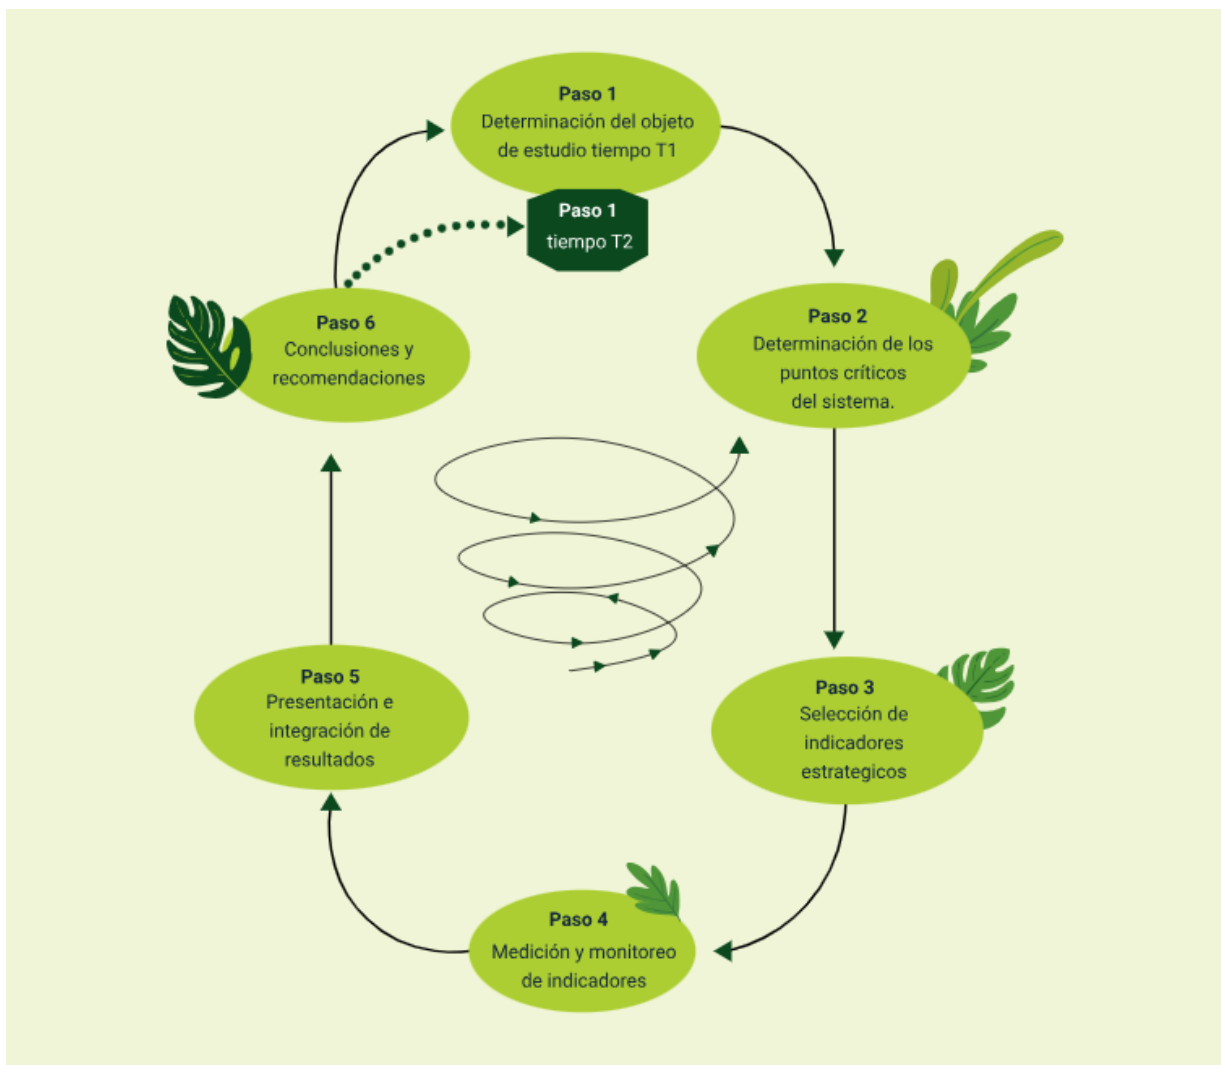 Paso 1
Determinación del objeto
de estudio tiempo T1
Paso 1
tiempo T2
Paso 2
Determinación de los
puntos críticos
del sistema.
Paso 3
Selección de
indicadores
estrategicos
Paso 4
Medición y monitoreo
de indicadores
Paso 5
Presentación e
integración de
resultados
Paso 6
Conclusiones y
recomendaciones